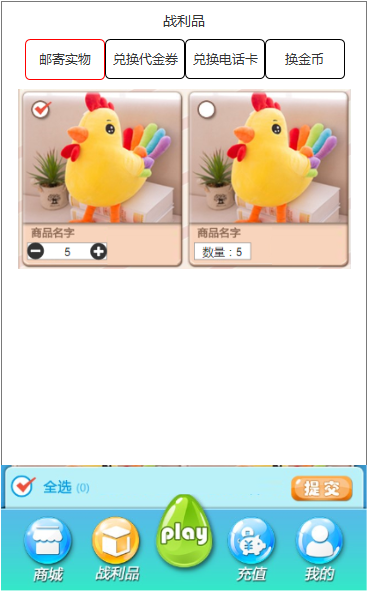 战利品
邮寄实物 兑换代金券 兑换电话卡 换金币
商品名字 商品名字
5 数量：5
全选 (0) 提交
play
商城 战利品 充值 我的